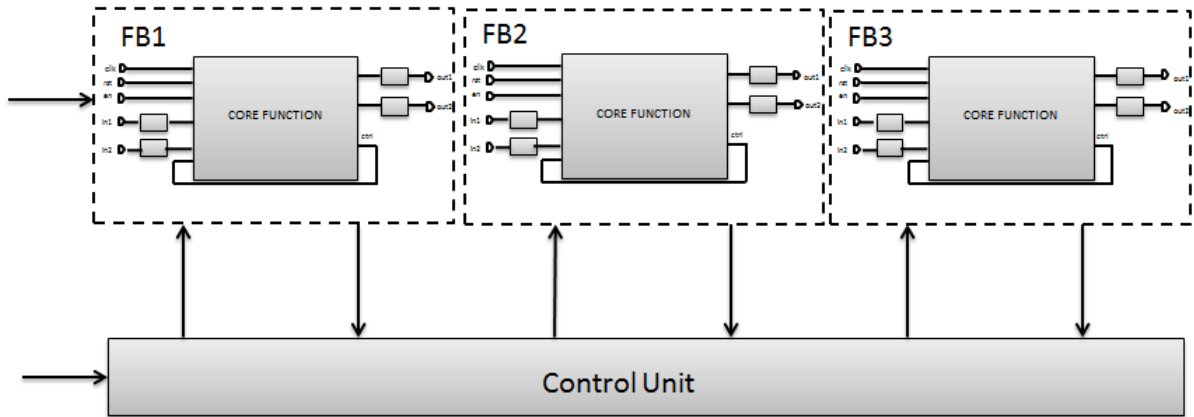 FB1
clk
rst
en
in1
in2
CORE FUNCTION
out1
out2
ctrl
FB2
clk
rst
en
in1
in2
CORE FUNCTION
out1
out2
ctrl
FB3
clk
rst
en
in1
in2
CORE FUNCTION
out1
out2
ctrl
Control Unit